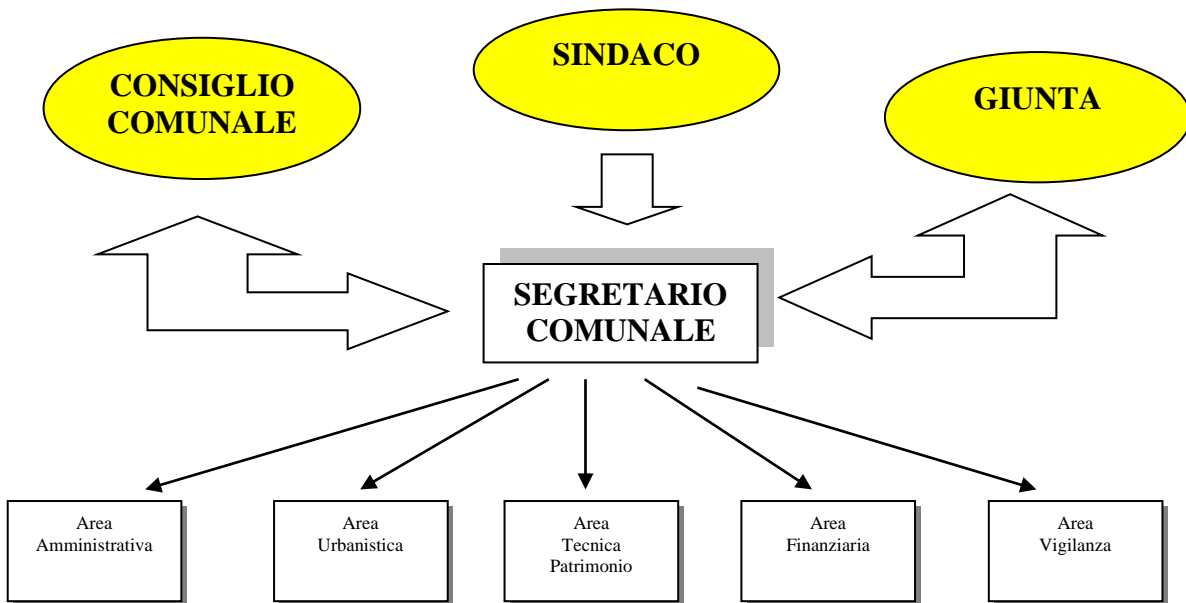 CONSIGLIO
COMUNALE
SINDACO
GIUNTA
SEGRETARIO
COMUNALE
Area
Amministrativa
Area
Urbanistica
Area
Tecnica
Patrimonio
Area
Finanziaria
Area
Vigilanza